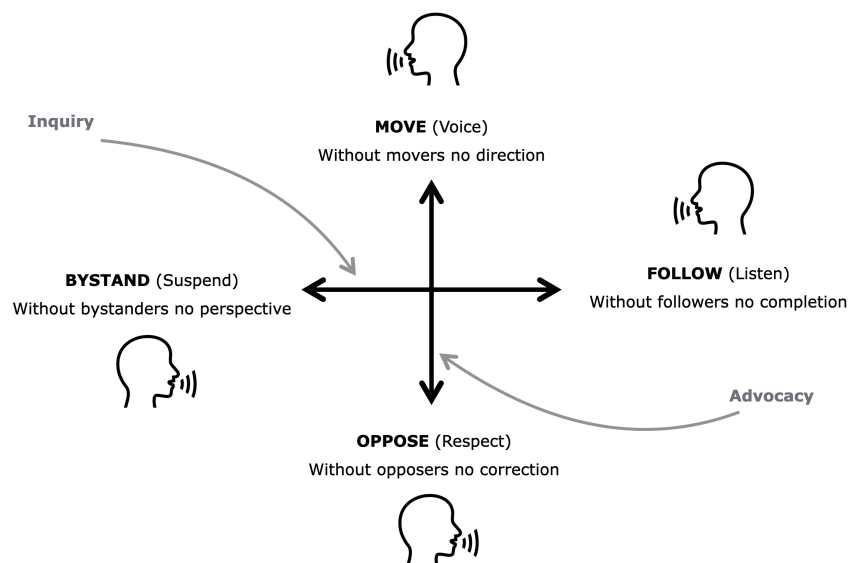 Inquiry
MOVE (Voice)
Without movers no direction
BYSTAND (Suspend)
Without bystanders no perspective
FOLLOW (Listen)
Without followers no completion
Advocacy
OPPOSE (Respect)
Without opposers no correction